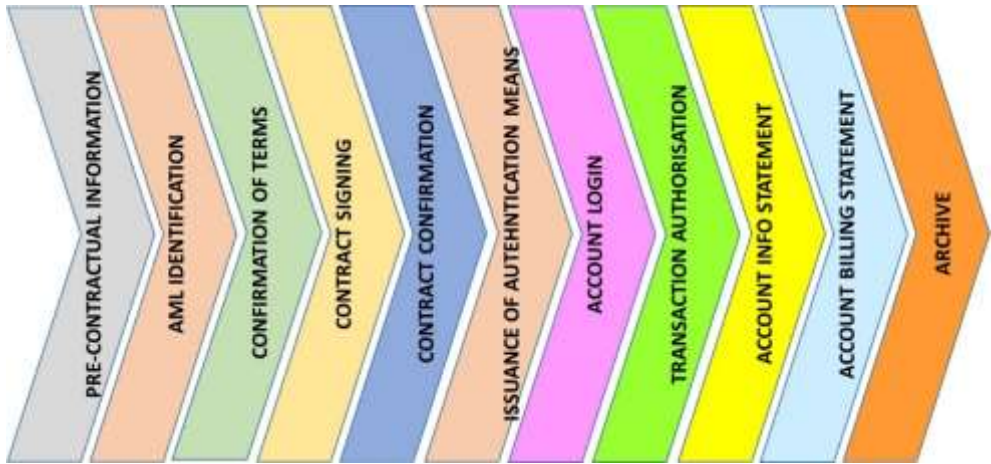 PRE-CONTRACTUAL INFORMATION
AML IDENTIFICATION
CONFIRMATION OF TERMS
CONTRACT SIGNING
CONTRACT CONFIRMATION
ISSUANCE OF AUTEHNTICATION MEANS
ACCOUNT LOGIN
TRANSACTION AUTHORISATION
ACCOUNT INFO STATEMENT
ACCOUNT BILLING STATEMENT
ARCHIVE